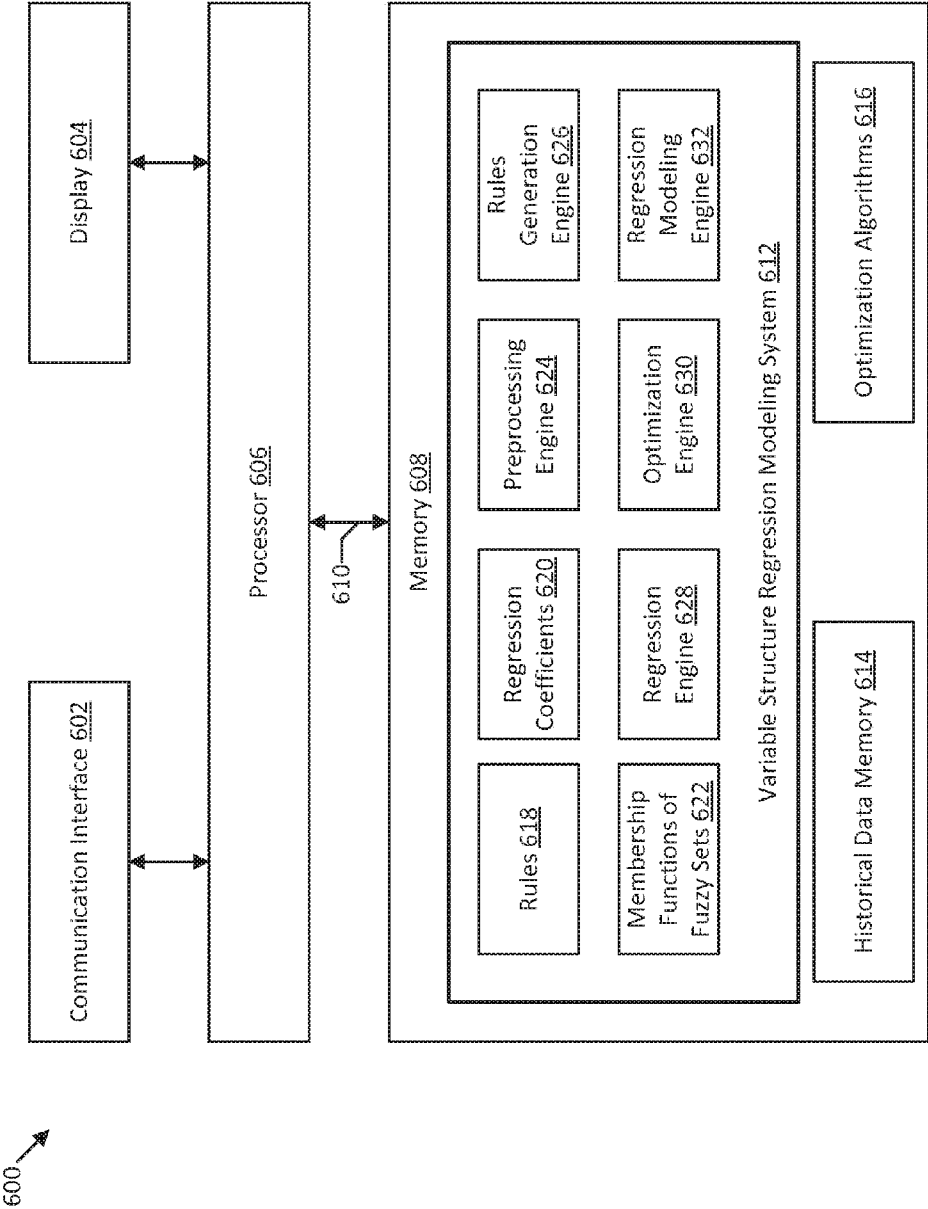 600
Communication Interface 602
Display 604
Processor 606
610
Memory 608
Rules 618
Regression
Coefficients 620
Preprocessing
Engine 624
Rules
Generation
Engine 626
Membership
Functions of
Fuzzy Sets 622
Regression
Engine 628
Optimization
Engine 630
Regression
Modeling
Engine 632
Variable Structure Regression Modeling System 612
Historical Data Memory 614
Optimization Algorithms 616